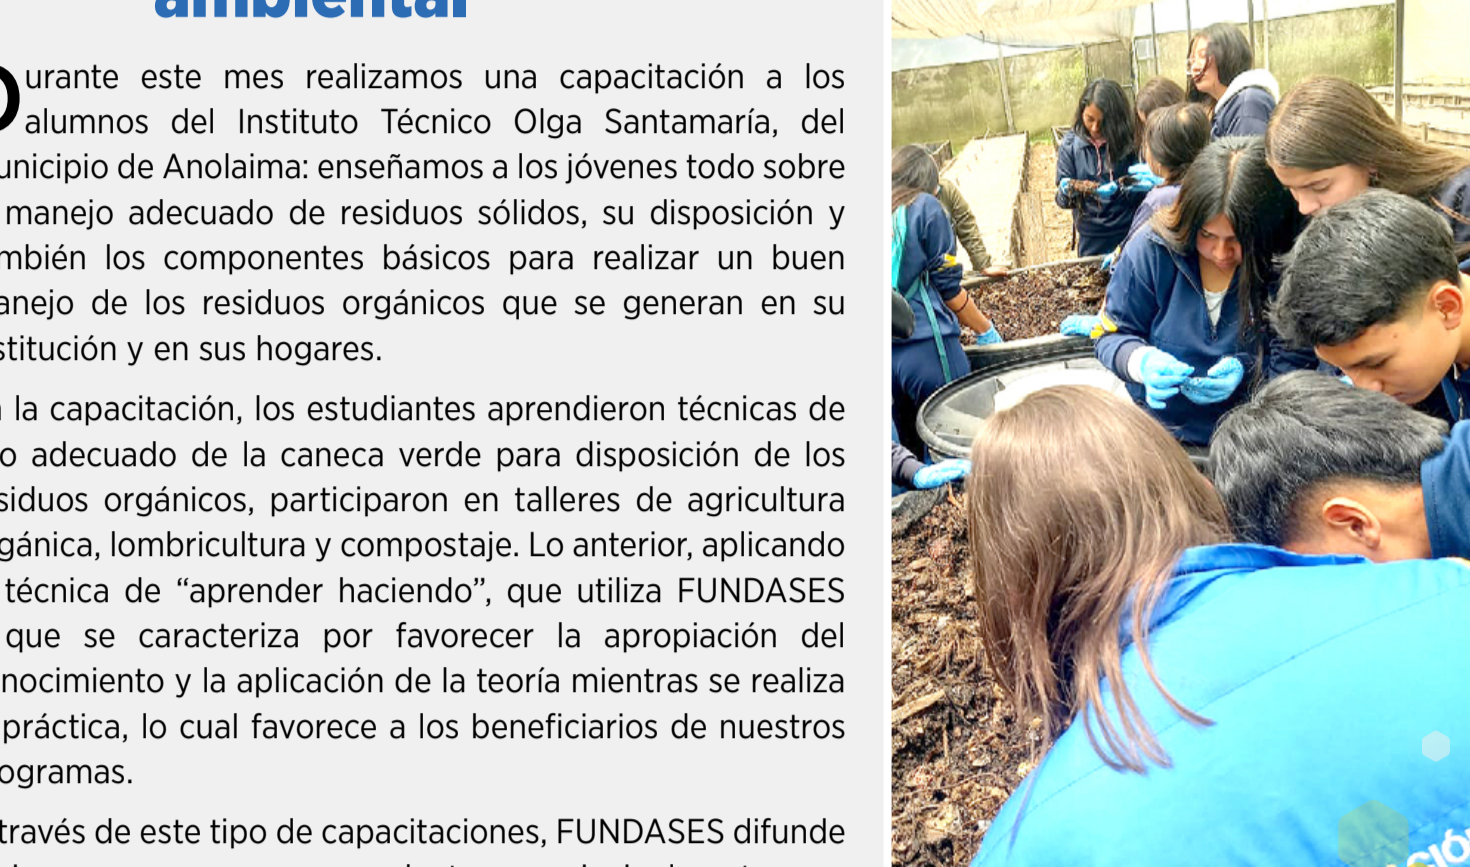 ambiental
Durante este mes realizamos una capacitación a los
alumnos del Instituto Técnico Olga Santamaría, del
unicipio de Anolaima: enseñamos a los jóvenes todo sobre
manejo adecuado de residuos sólidos, su disposición y
mbién los componentes básicos para realizar un buen
anejo de los residuos orgánicos que se generan en su
stitución y en sus hogares.
la capacitación, los estudiantes aprendieron técnicas de
o adecuado de la caneca verde para disposición de los
siduos orgánicos, participaron en talleres de agricultura
gánica, lombricultura y compostaje. Lo anterior, aplicando
técnica de “aprender haciendo”, que utiliza FUNDASES
que se caracteriza por favorecer la apropiación del
nocimiento y la aplicación de la teoría mientras se realiza
práctica, lo cual favorece a los beneficiarios de nuestros
ogramas.
través de este tipo de capacitaciones, FUNDASES difunde